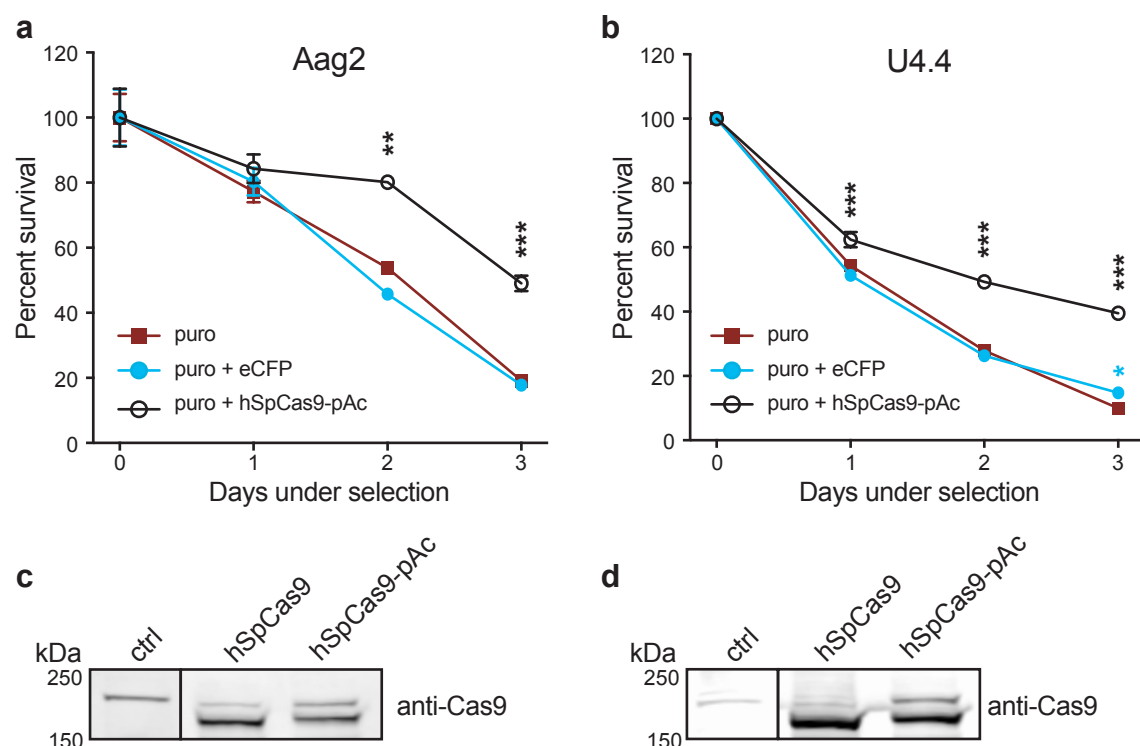 a
Aag2
120
100
80
60
40
20
0
Percent survival
**
***
puro
puro + eCFP
puro + hSpCas9-pAc
0 1 2 3
Days under selection
b
U4.4
120
100
80
60
40
20
0
Percent survival
***
***
***
*
puro
puro + eCFP
puro + hSpCas9-pAc
0 1 2 3
Days under selection
c
kDa
ctrl
hSpCas9
hSpCas9-pAc
250
150
anti-Cas9
d
kDa
ctrl
hSpCas9
hSpCas9-pAc
250
150
anti-Cas9